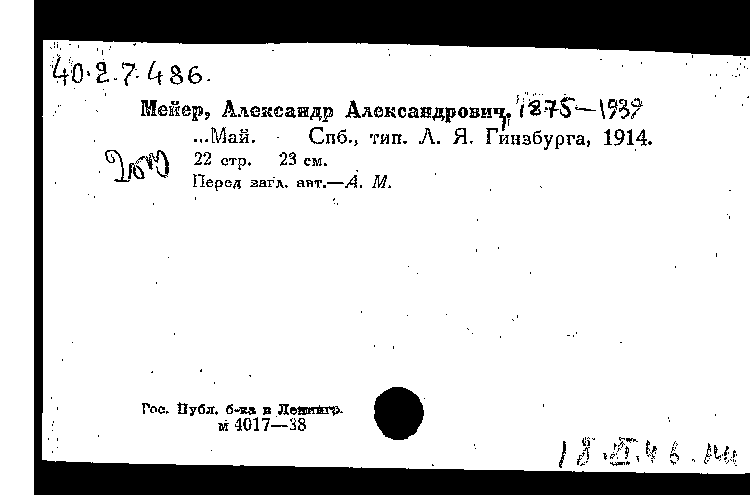 40.2.7.486.
Мейер, Александр Александрович, 1875—1939
...Май. Спб., тип. Л. Я. Гинзбурга, 1914.
22 стр. 23 см.
Перед загл. авт.—А. М.
Гос. Публ. б-ка в Ленингр.
м 4017—38